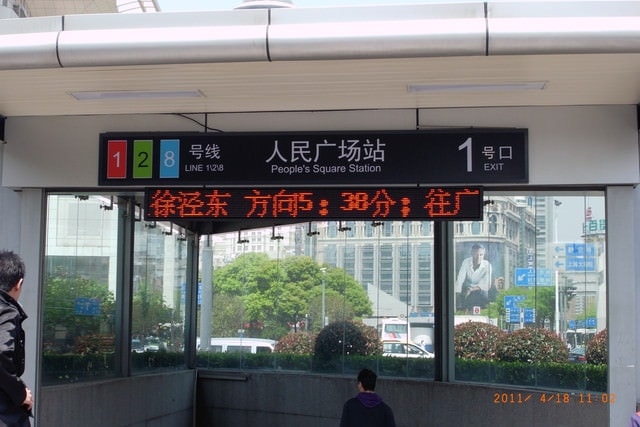 1 2 8 号线 LINE 1\2\8
人民广场站
People's Square Station
1 号口 EXIT
徐泾东 方向5:38分;往广
2011/ 4/18 11:02